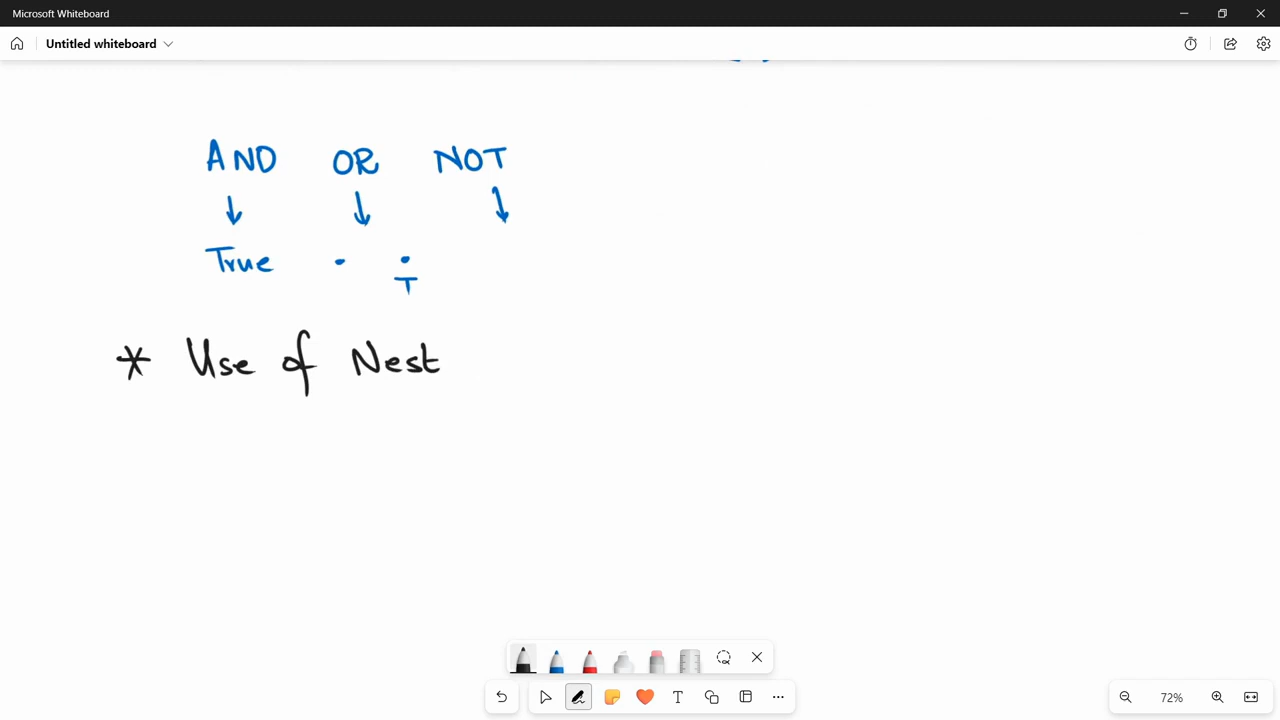 Microsoft Whiteboard
Untitled whiteboard
AND OR NOT
True
T
* Use of Nest
T
72%